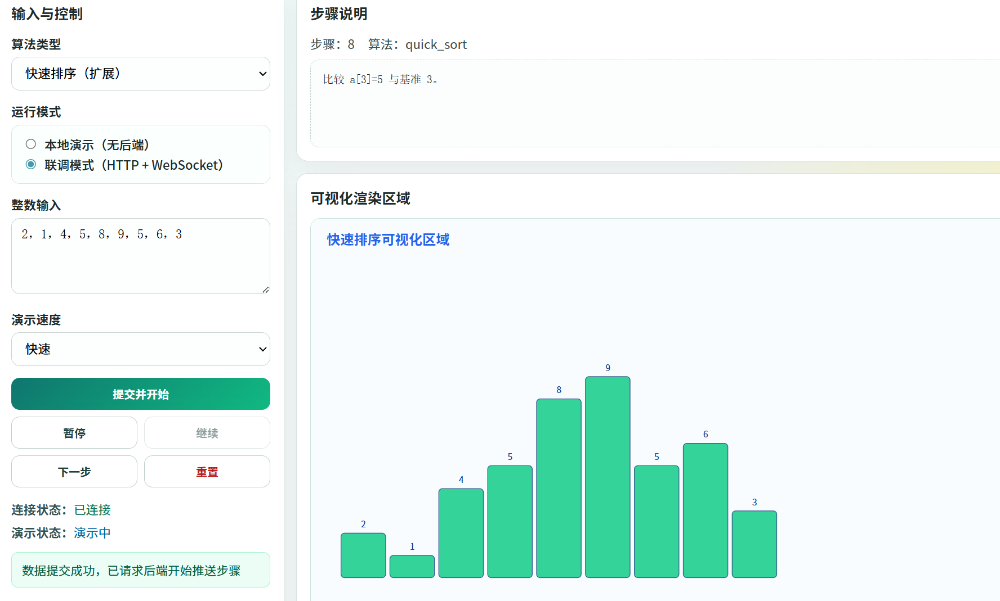 输入与控制
算法类型
快速排序（扩展）
运行模式
本地演示（无后端）
联调模式（HTTP + WebSocket）
整数输入
2, 1, 4, 5, 8, 9, 5, 6, 3
演示速度
快速
提交并开始
暂停
继续
下一步
重置
连接状态：已连接
演示状态：演示中
数据提交成功，已请求后端开始推送步骤
步骤说明
步骤：8 算法：quick_sort
比较 a[3]=5 与基准 3。
可视化渲染区域
快速排序可视化区域
2
1
4
5
8
9
5
6
3